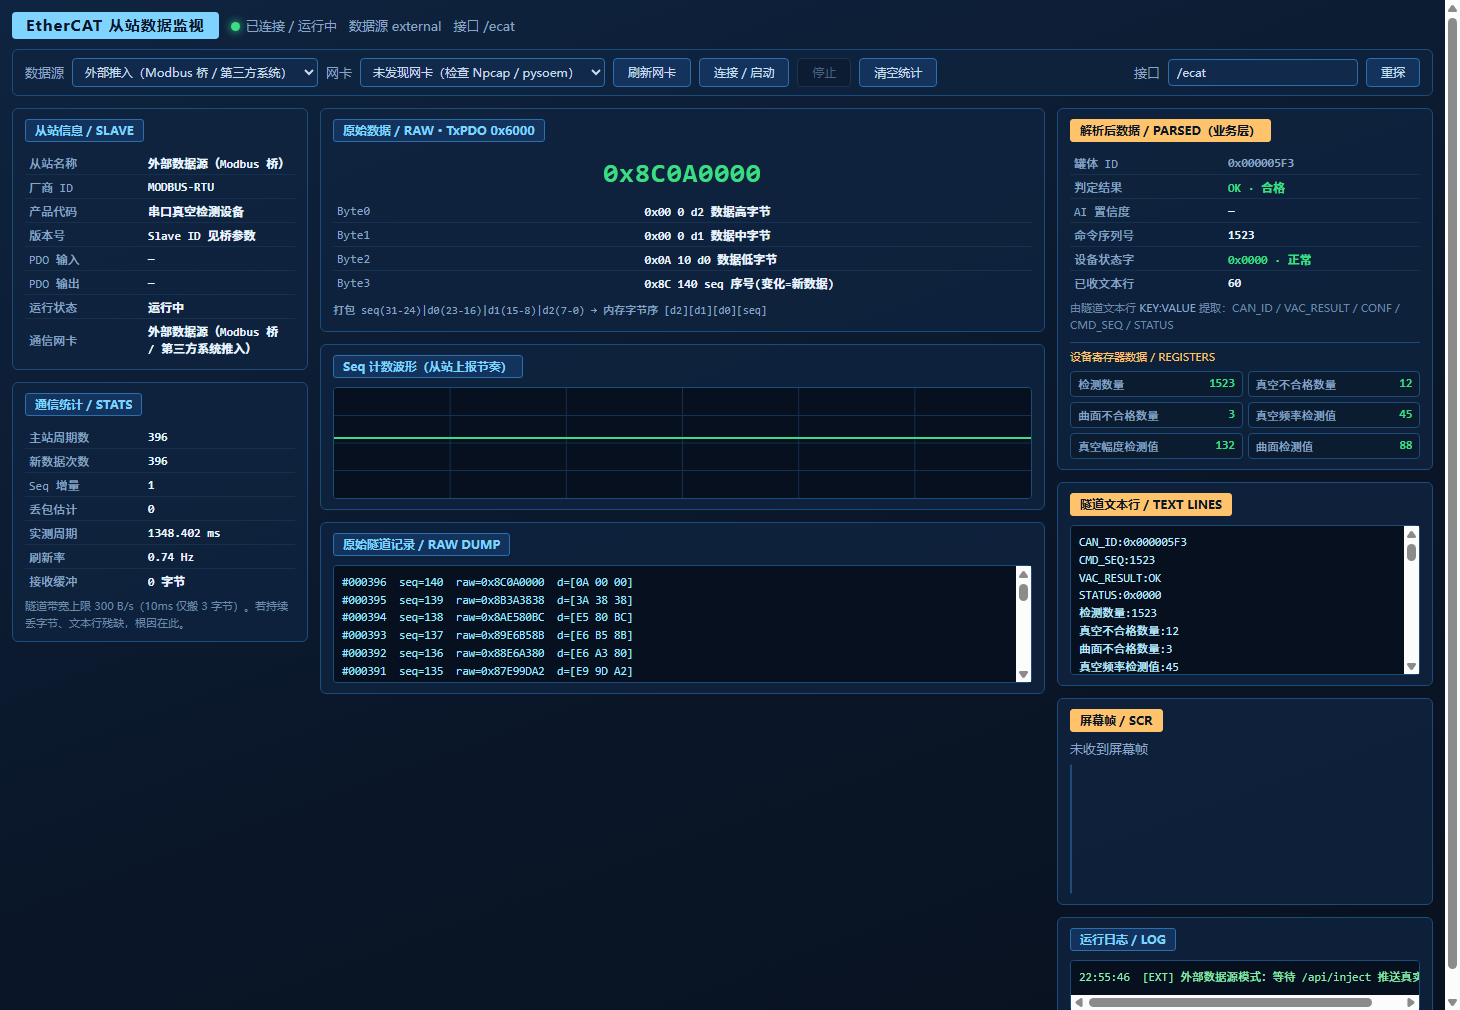 EtherCAT 从站数据监视
已连接 / 运行中 数据源 external 接口 /ecat
数据源 外部推入（Modbus 桥 / 第三方系统） 网卡 未发现网卡（检查 Npcap / pysoem） 刷新网卡 连接 / 启动 停止 清空统计 接口 /ecat 重探
从站信息 / SLAVE
从站名称 外部数据源（Modbus 桥）
厂商 ID MODBUS-RTU
产品代码 串口真空检测设备
版本号 Slave ID 见桥参数
PDO 输入 —
PDO 输出 —
运行状态 运行中
通信网卡 外部数据源（Modbus 桥
/ 第三方系统推入）
通信统计 / STATS
主站周期数 396
新数据次数 396
Seq 增量 1
丢包估计 0
实测周期 1348.402 ms
刷新率 0.74 Hz
接收缓冲 0 字节
隧道带宽上限 300 B/s（10ms 仅搬 3 字节）。若持续
丢字节、文本行残缺，根因在此。
原始数据 / RAW · TxPDO 0x6000
0x8C0A0000
Byte0 0x00 0 d2 数据高字节
Byte1 0x00 0 d1 数据中字节
Byte2 0x0A 10 d0 数据低字节
Byte3 0x8C 140 seq 序号(变化=新数据)
打包 seq(31-24)|d0(23-16)|d1(15-8)|d2(7-0) → 内存字节序 [d2][d1][d0][seq]
Seq 计数波形（从站上报节奏）
原始隧道记录 / RAW DUMP
#000396 seq=140 raw=0x8C0A0000 d=[0A 00 00]
#000395 seq=139 raw=0x8B3A3838 d=[3A 38 38]
#000394 seq=138 raw=0x8AE580BC d=[E5 80 BC]
#000393 seq=137 raw=0x89E6B58B d=[E6 B5 8B]
#000392 seq=136 raw=0x88E6A380 d=[E6 A3 80]
#000391 seq=135 raw=0x87E99DA2 d=[E9 9D A2]
解析后数据 / PARSED（业务层）
罐体 ID 0x000005F3
判定结果 OK · 合格
AI 置信度 —
命令序列号 1523
设备状态字 0x0000 · 正常
已收文本行 60
由隧道文本行 KEY:VALUE 提取：CAN_ID / VAC_RESULT / CONF /
CMD_SEQ / STATUS
设备寄存器数据 / REGISTERS
检测数量 1523 真空不合格数量 12
曲面不合格数量 3 真空频率检测值 45
真空幅度检测值 132 曲面检测值 88
隧道文本行 / TEXT LINES
CAN_ID:0x000005F3
CMD_SEQ:1523
VAC_RESULT:OK
STATUS:0x0000
检测数量:1523
真空不合格数量:12
曲面不合格数量:3
真空频率检测值:45
屏幕帧 / SCR
未收到屏幕帧
运行日志 / LOG
22:55:46 [EXT] 外部数据源模式：等待 /api/inject 推送真实